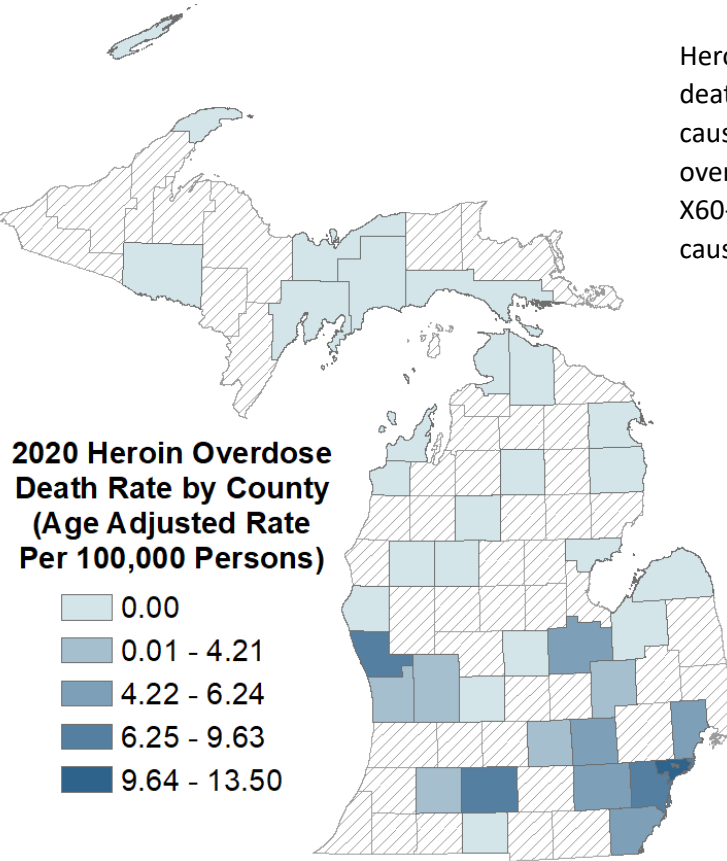 Hero
deat
caus
over
X60-
caus
2020 Heroin Overdose
Death Rate by County
(Age Adjusted Rate
Per 100,000 Persons)
0.00
0.01 - 4.21
4.22 - 6.24
6.25 - 9.63
9.64 - 13.50